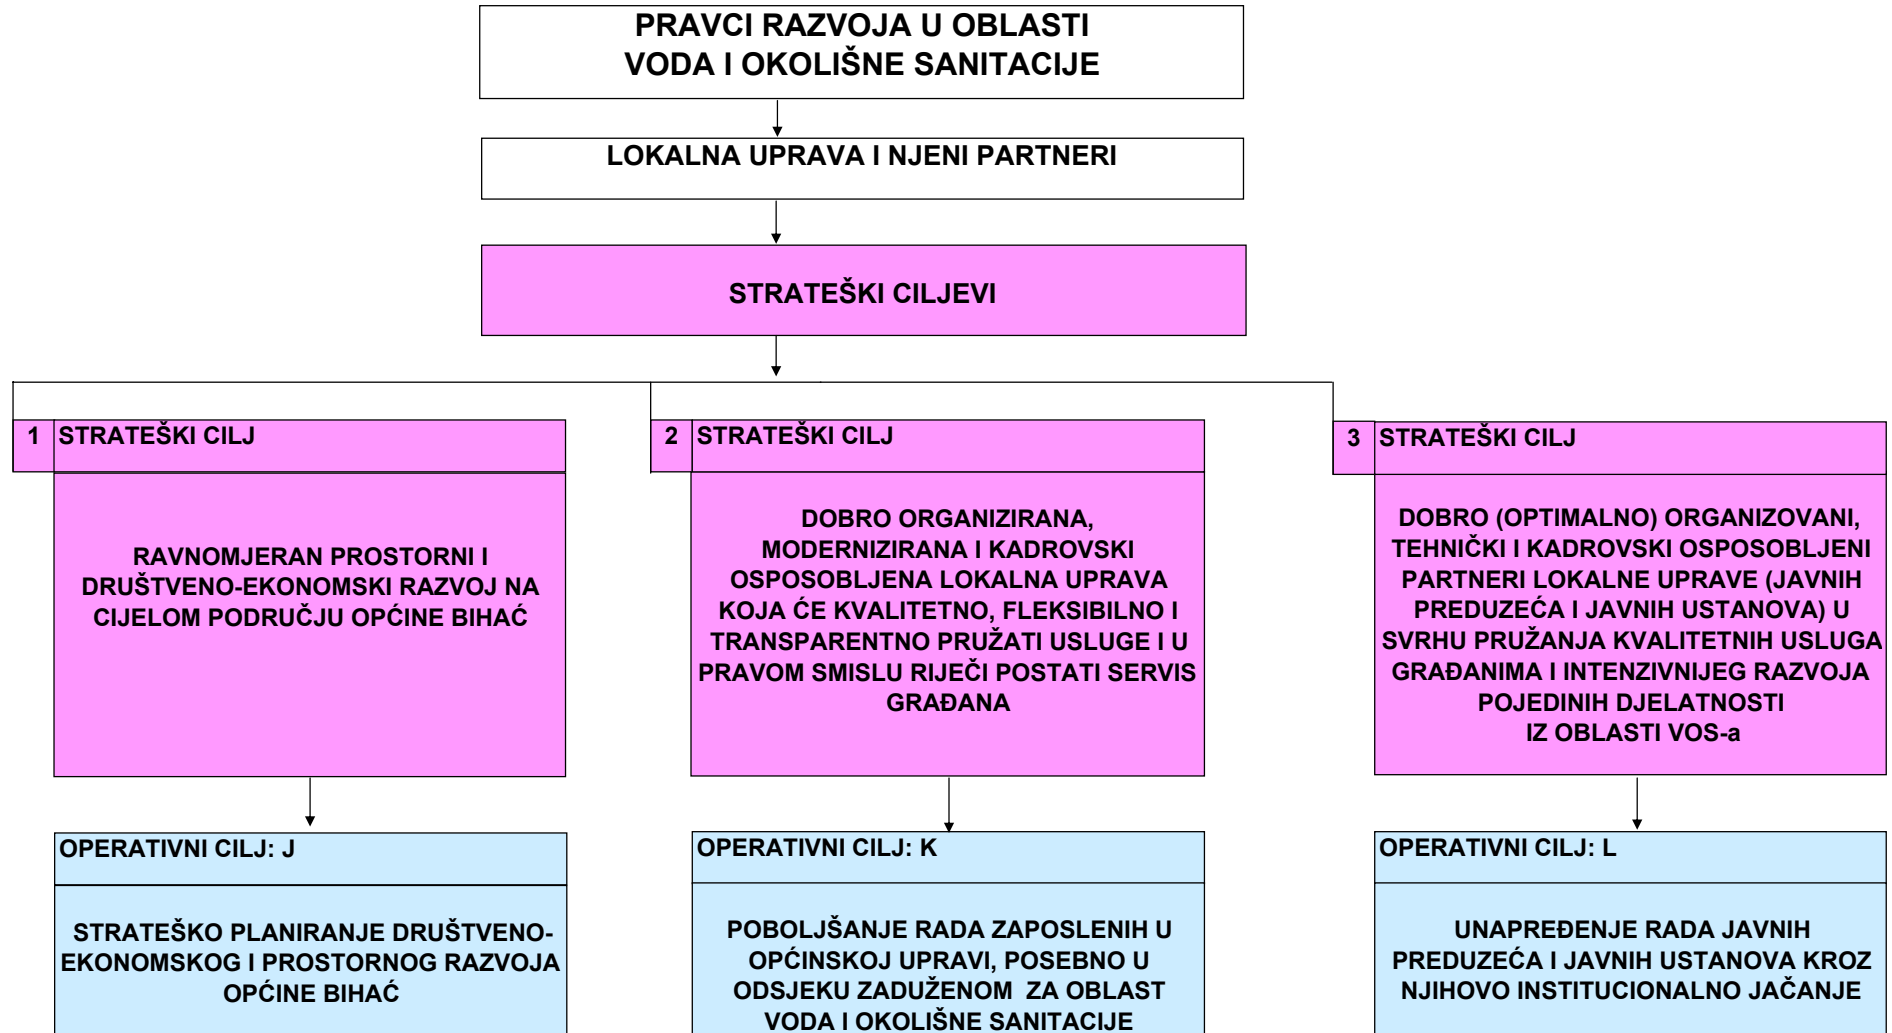 PRAVCI RAZVOJA U OBLASTI
VODA I OKOLIŠNE SANITACIJE
LOKALNA UPRAVA I NJENI PARTNERI
STRATEŠKI CILJEVI
1 STRATEŠKI CILJ
RAVNOMJERAN PROSTORNI I
DRUŠTVENO-EKONOMSKI RAZVOJ NA
CIJELOM PODRUČJU OPĆINE BIHAĆ
2 STRATEŠKI CILJ
DOBRO ORGANIZIRANA,
MODERNIZIRANA I KADROVSKI
OSPOSOBLJENA LOKALNA UPRAVA
KOJA ĆE KVALITETNO, FLEKSIBILNO I
TRANSPARENTNO PRUŽATI USLUGE I U
PRAVOM SMISLU RIJEČI POSTATI SERVIS
GRAĐANA
3 STRATEŠKI CILJ
DOBRO (OPTIMALNO) ORGANIZOVANI,
TEHNIČKI I KADROVSKI OSPOSOBLJENI
PARTNERI LOKALNE UPRAVE (JAVNIH
PREDUZEĆA I JAVNIH USTANOVA) U
SVRHU PRUŽANJA KVALITETNIH USLUGA
GRAĐANIMA I INTENZIVNIJEG RAZVOJA
POJEDINIH DJELATNOSTI
IZ OBLASTI VOS-a
OPERATIVNI CILJ: J
STRATEŠKO PLANIRANJE DRUŠTVENO-
EKONOMSKOG I PROSTORNOG RAZVOJA
OPĆINE BIHAĆ
OPERATIVNI CILJ: K
POBOLJŠANJE RADA ZAPOSLENIH U
OPĆINSKOJ UPRAVI, POSEBNO U
ODSJEKU ZADUŽENOM  ZA OBLAST
VODA I OKOLIŠNE SANITACIJE
OPERATIVNI CILJ: L
UNAPREĐENJE RADA JAVNIH
PREDUZEĆA I JAVNIH USTANOVA KROZ
NJIHOVO INSTITUCIONALNO JAČANJE